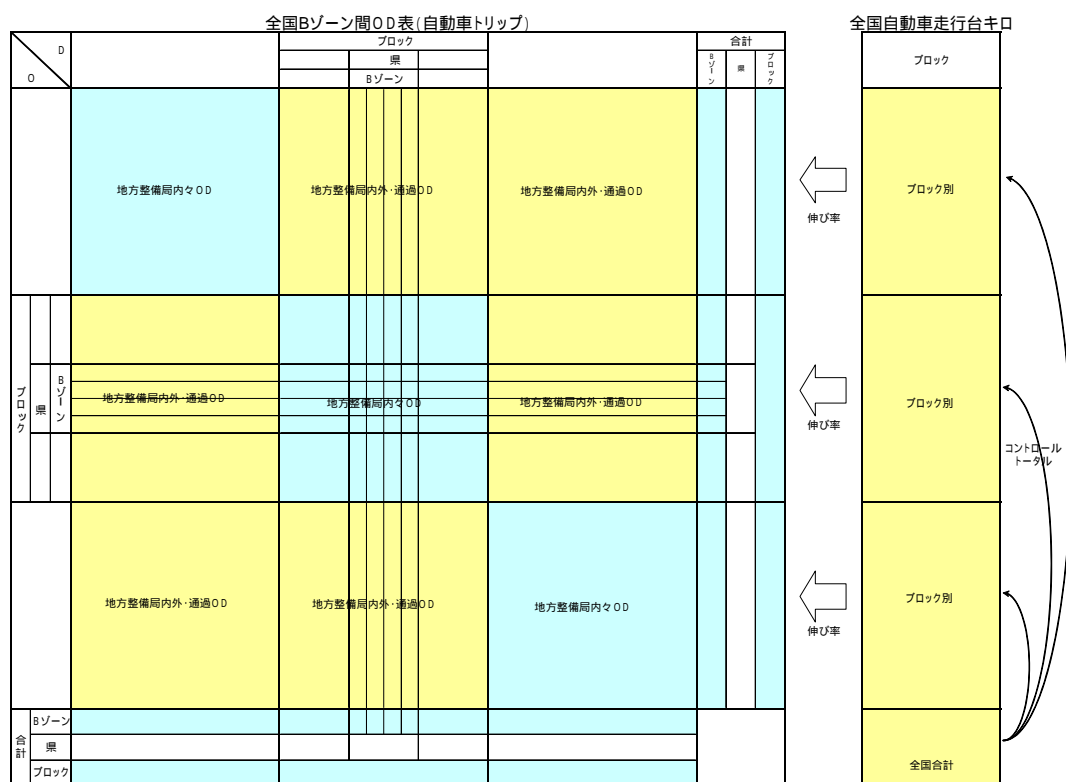 全国Bゾーン間OD表(自動車トリップ)
全国自動車走行台キロ
D
O
ブロック
県
Bゾーン
合計
Bゾーン
県
ブロック
ブロック
地方整備局内々OD
地方整備局内外・通過OD
地方整備局内外・通過OD
伸び率
ブロック別
ブロック
県
Bゾーン
地方整備局内外・通過OD
地方整備局内々OD
地方整備局内外・通過OD
伸び率
ブロック別
コントロール
トータル
地方整備局内外・通過OD
地方整備局内外・通過OD
地方整備局内々OD
伸び率
ブロック別
合計
Bゾーン
県
ブロック
全国合計